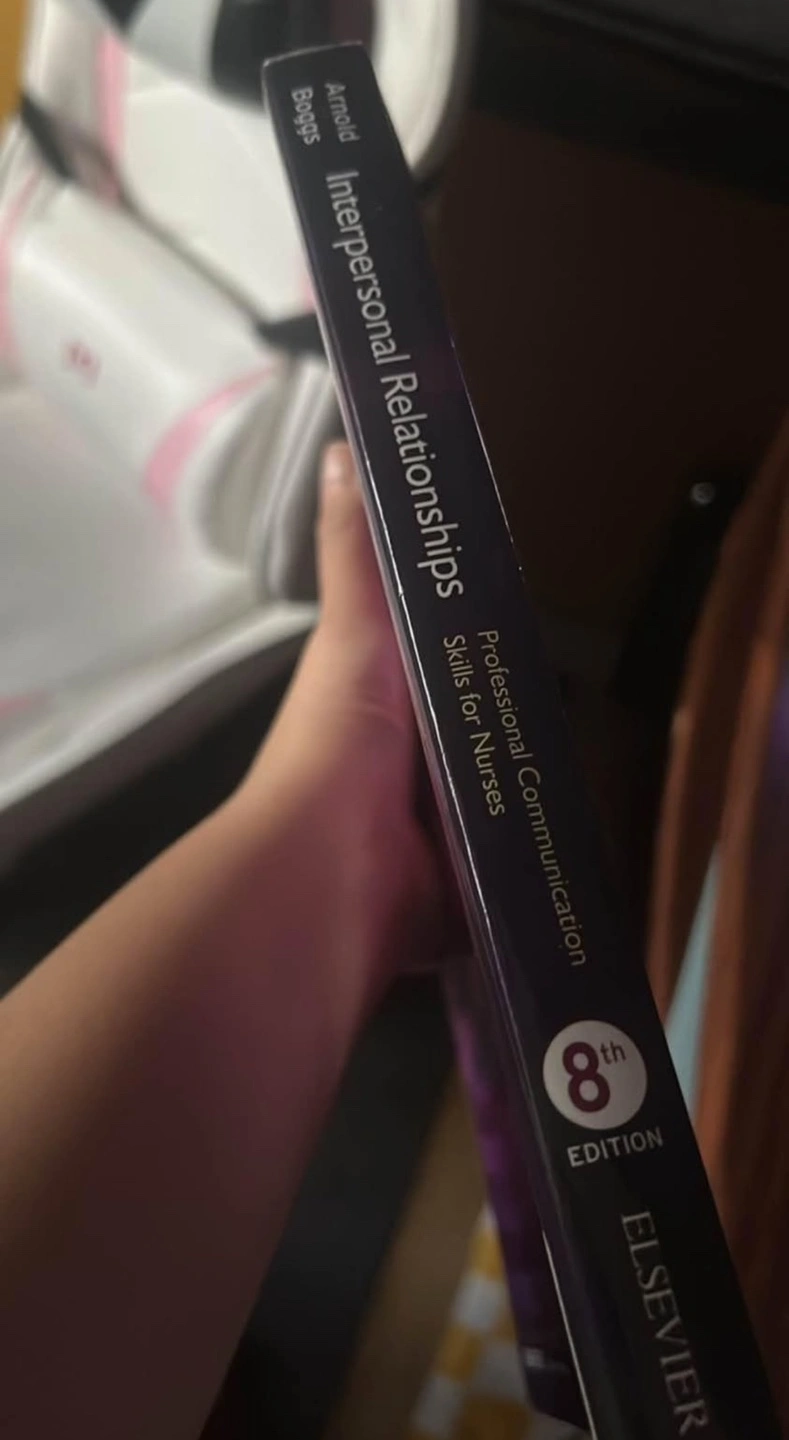 Arnold
Boggs
Interpersonal Relationships
Professional Communication
Skills for Nurses
8th
EDITION
ELSEVIER